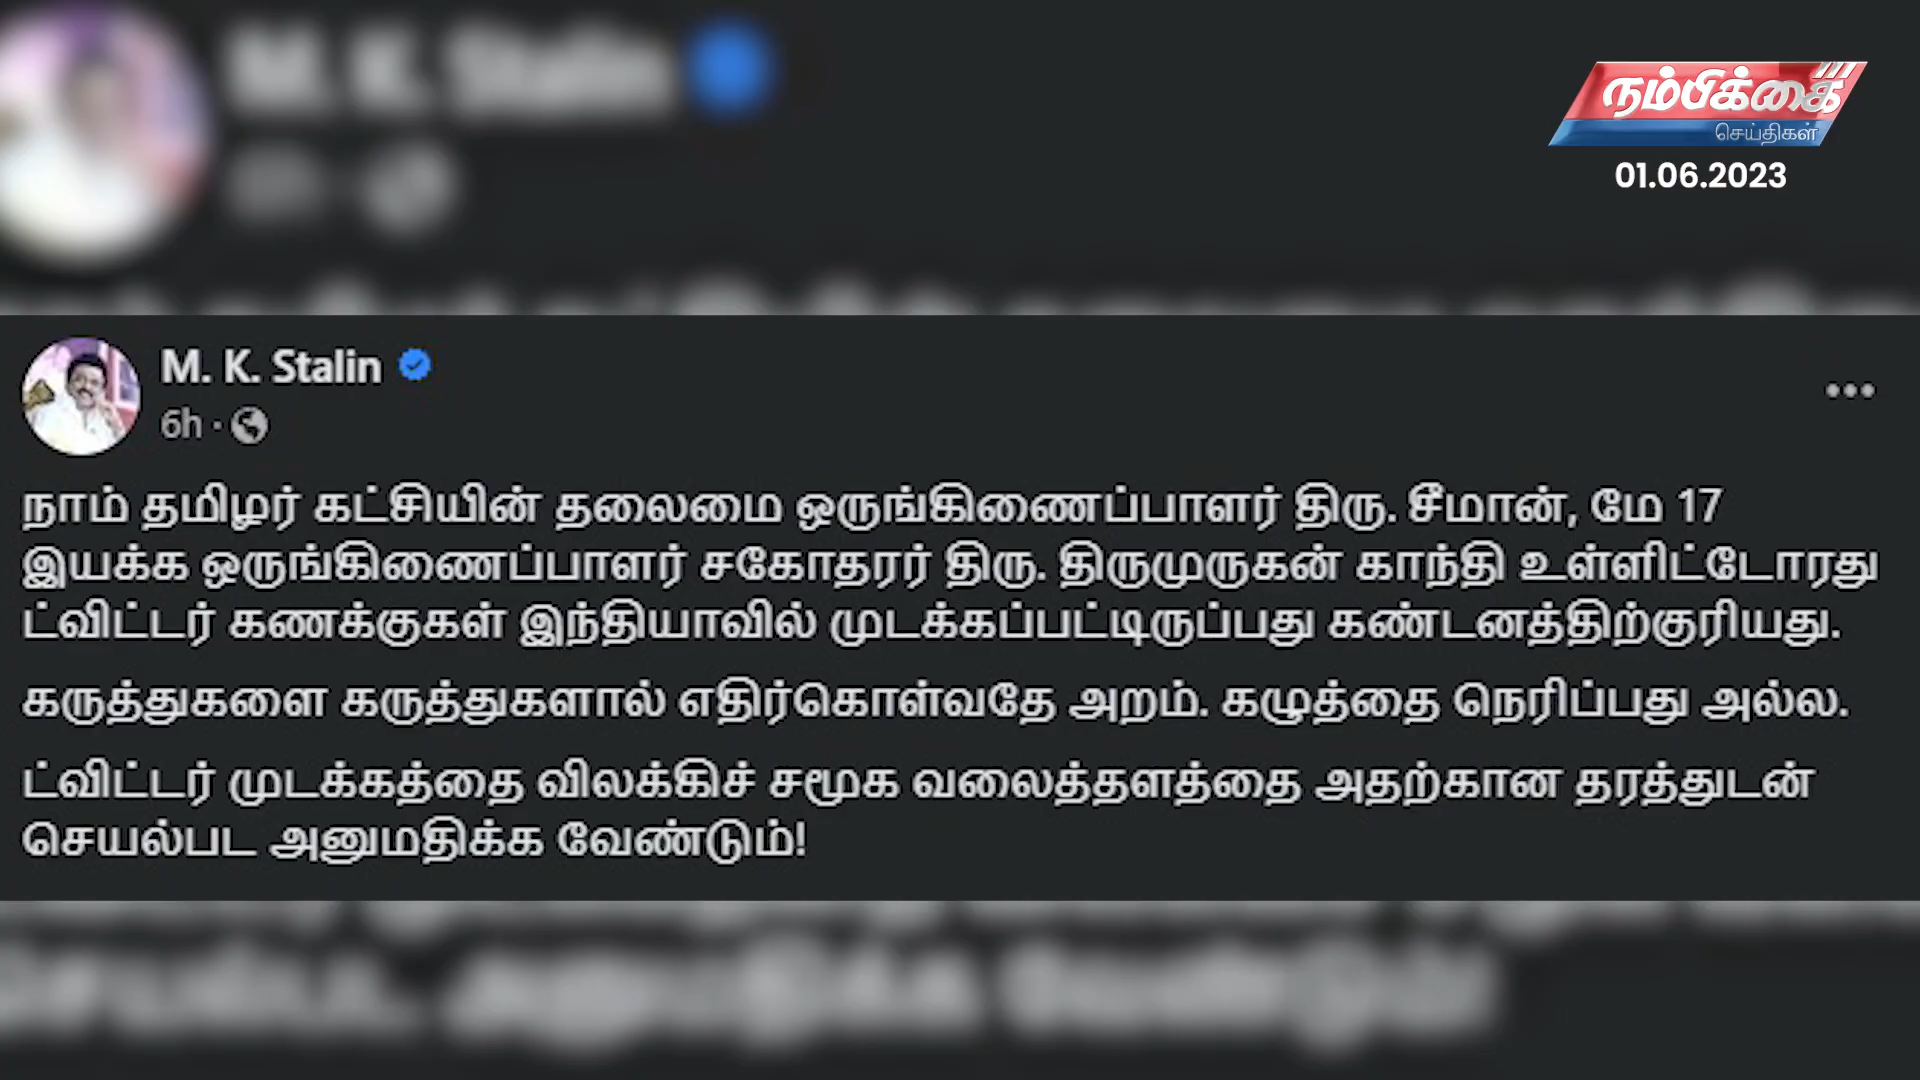 M. K. Stalin
நம்பிக்கை
செய்திகள்
01.06.2023
M. K. Stalin
6h ·
நாம் தமிழர் கட்சியின் தலைமை ஒருங்கிணைப்பாளர் திரு. சீமான், மே 17
இயக்க ஒருங்கிணைப்பாளர் சகோதரர் திரு. திருமுருகன் காந்தி உள்ளிட்டோரது
ட்விட்டர் கணக்குகள் இந்தியாவில் முடக்கப்பட்டிருப்பது கண்டனத்திற்குரியது.
கருத்துகளை கருத்துகளால் எதிர்கொள்வதே அறம். கழுத்தை நெரிப்பது அல்ல.
ட்விட்டர் முடக்கத்தை விலக்கிச் சமூக வலைத்தளத்தை அதற்கான தரத்துடன்
செயல்பட அனுமதிக்க வேண்டும்!